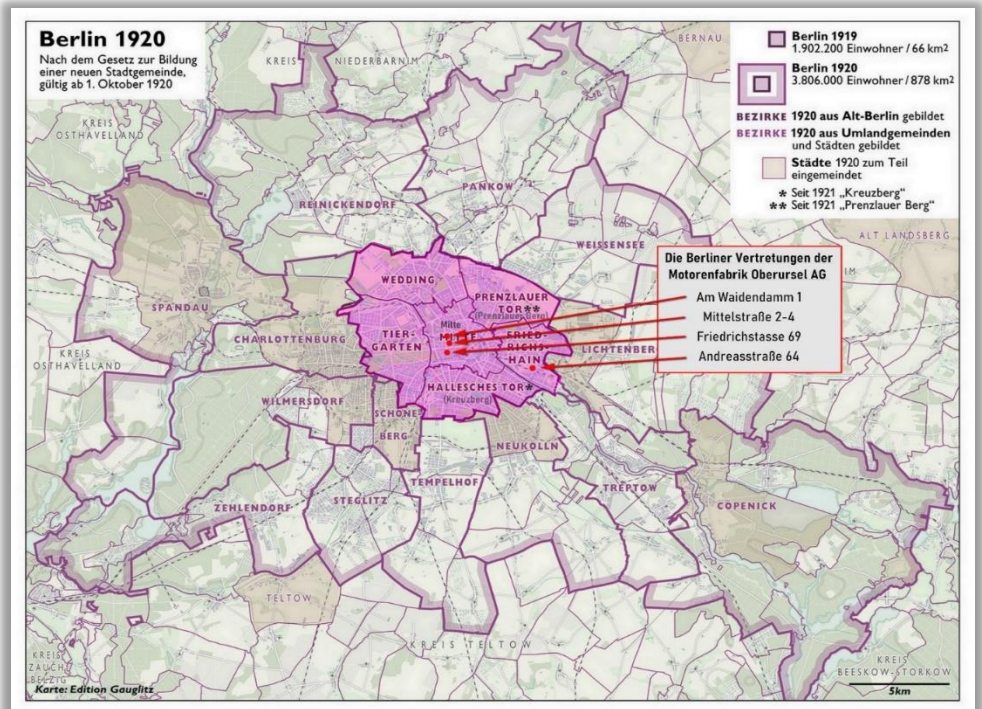 Berlin 1920
Nach dem Gesetz zur Bildung
einer neuen Stadtgemeinde,
gültig ab 1. Oktober 1920
Berlin 1919
1.902.200 Einwohner / 66 km²
Berlin 1920
3.806.000 Einwohner / 878 km²
BEZIRKE 1920 aus Alt-Berlin gebildet
BEZIRKE 1920 aus Umlandgemeinden
und Städten gebildet
Städte 1920 zum Teil
eingemeindet
* Seit 1921 „Kreuzberg"
** Seit 1921 „Prenzlauer Berg"
BERNAU
KREIS NIEDERBARNIM
KREIS
OSTHAVELLAND
PANKOW
REINICKENDORF
WEISSENSEE
ALT LANDSBERG
Die Berliner Vertretungen der
Motorenfabrik Oberursel AG
Am Waidendamm 1
Mittelstraße 2-4
Friedrichstasse 69
Andreasstraße 64
WEDDING
PRENZLAUER
TOR**
(Prenzlauer Berg)
SPANDAU
Mitte
TIER-
GARTEN
FRIED-
RICHS-
HAIN
CHARLOTTENBURG
LICHTENBER
KREIS
OSTHAVELLAND
HALLESCHES TOR*
(Kreuzberg)
WILMERSDORF
SCHÖNE-
BERG
NEUKÖLLN
TEMPELHOF
STEGLITZ
TREPTOW
ZEHLENDORF
CÖPENICK
TELTOW
KREIS TELTOW
KREIS
ZAUCH-
BELZIG
KREIS
BEESKOW-STORKOW
Karte: Edition Gauglitz
5km